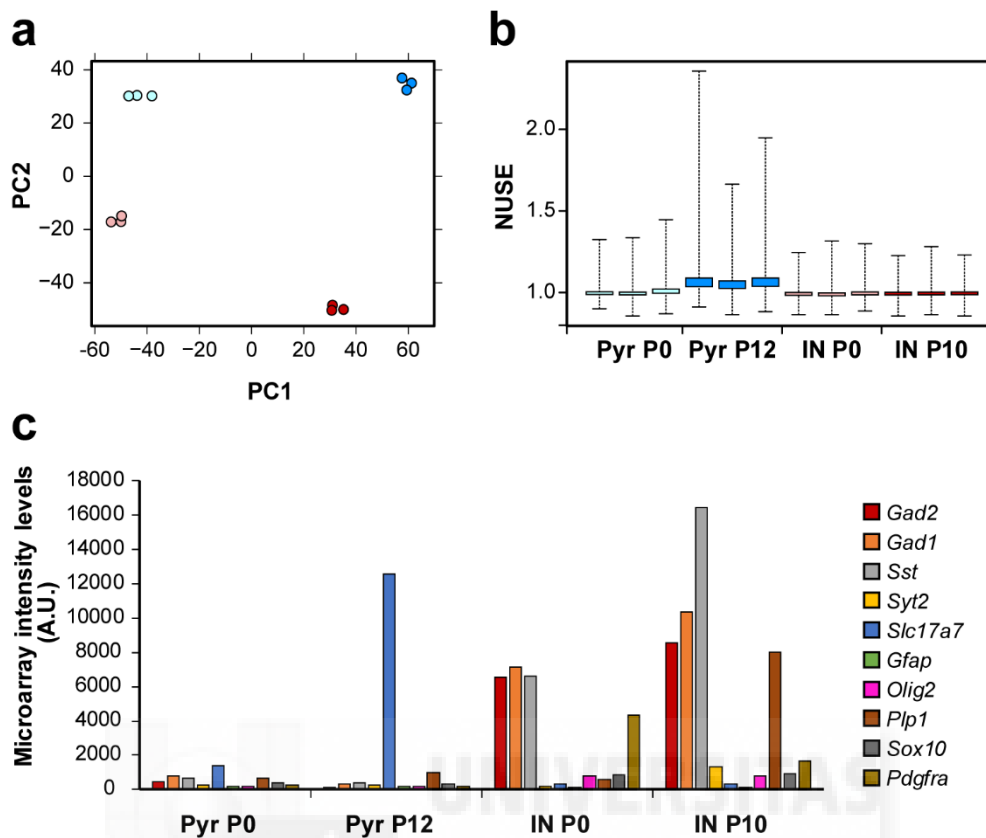 a
40
20
0
−20
−40
PC2
-60
−40
−20
0
20
40
60
PC1
b
2.0
1.5
1.0
NUSE
Pyr P0
Pyr P12
IN P0
IN P10
c
Microarray intensity levels
(A.U.)
18000
16000
14000
12000
10000
8000
6000
4000
2000
0
Pyr P0
Pyr P12
IN P0
IN P10
Gad2
Gad1
Sst
Syt2
Slc17a7
Gfap
Olig2
Plp1
Sox10
Pdgfra
UNIVERSITAS